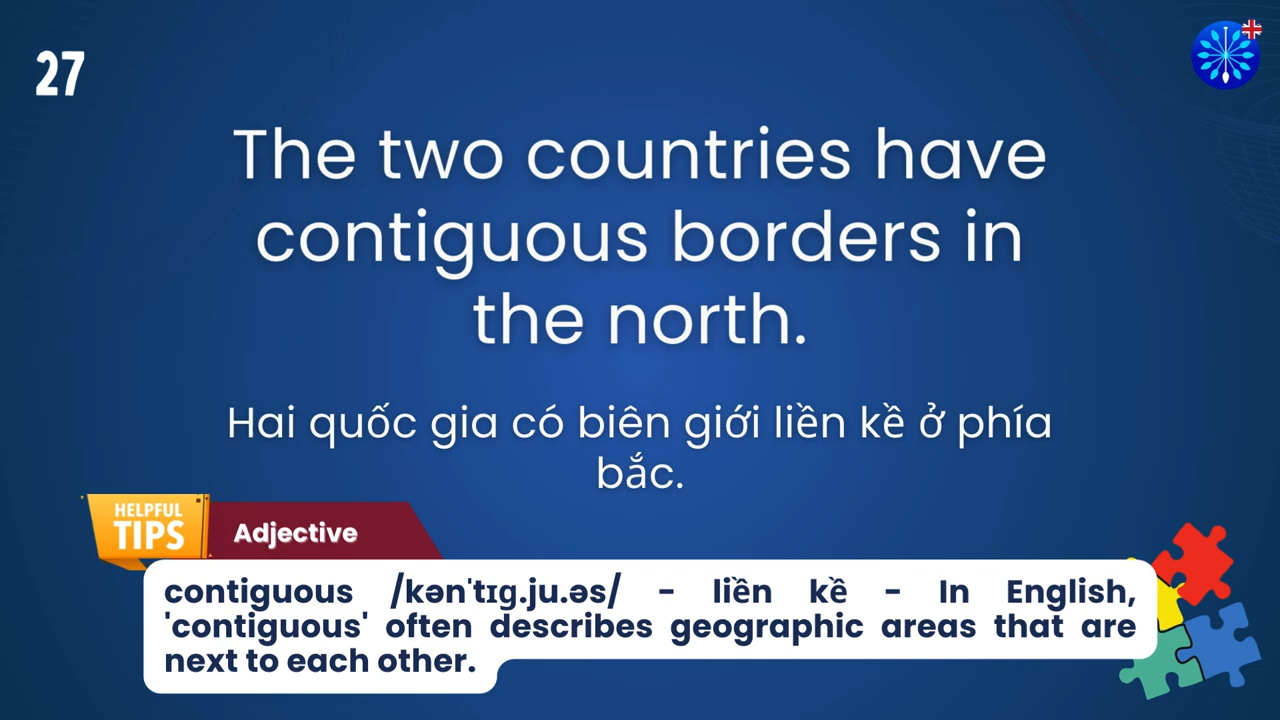 27
The two countries have
contiguous borders in
the north.
Hai quốc gia có biên giới liền kề ở phía
bắc.
HELPFUL
TIPS
Adjective
contiguous /kənˈtɪɡ.ju.əs/ - liền kề - In English,
'contiguous' often describes geographic areas that are
next to each other.